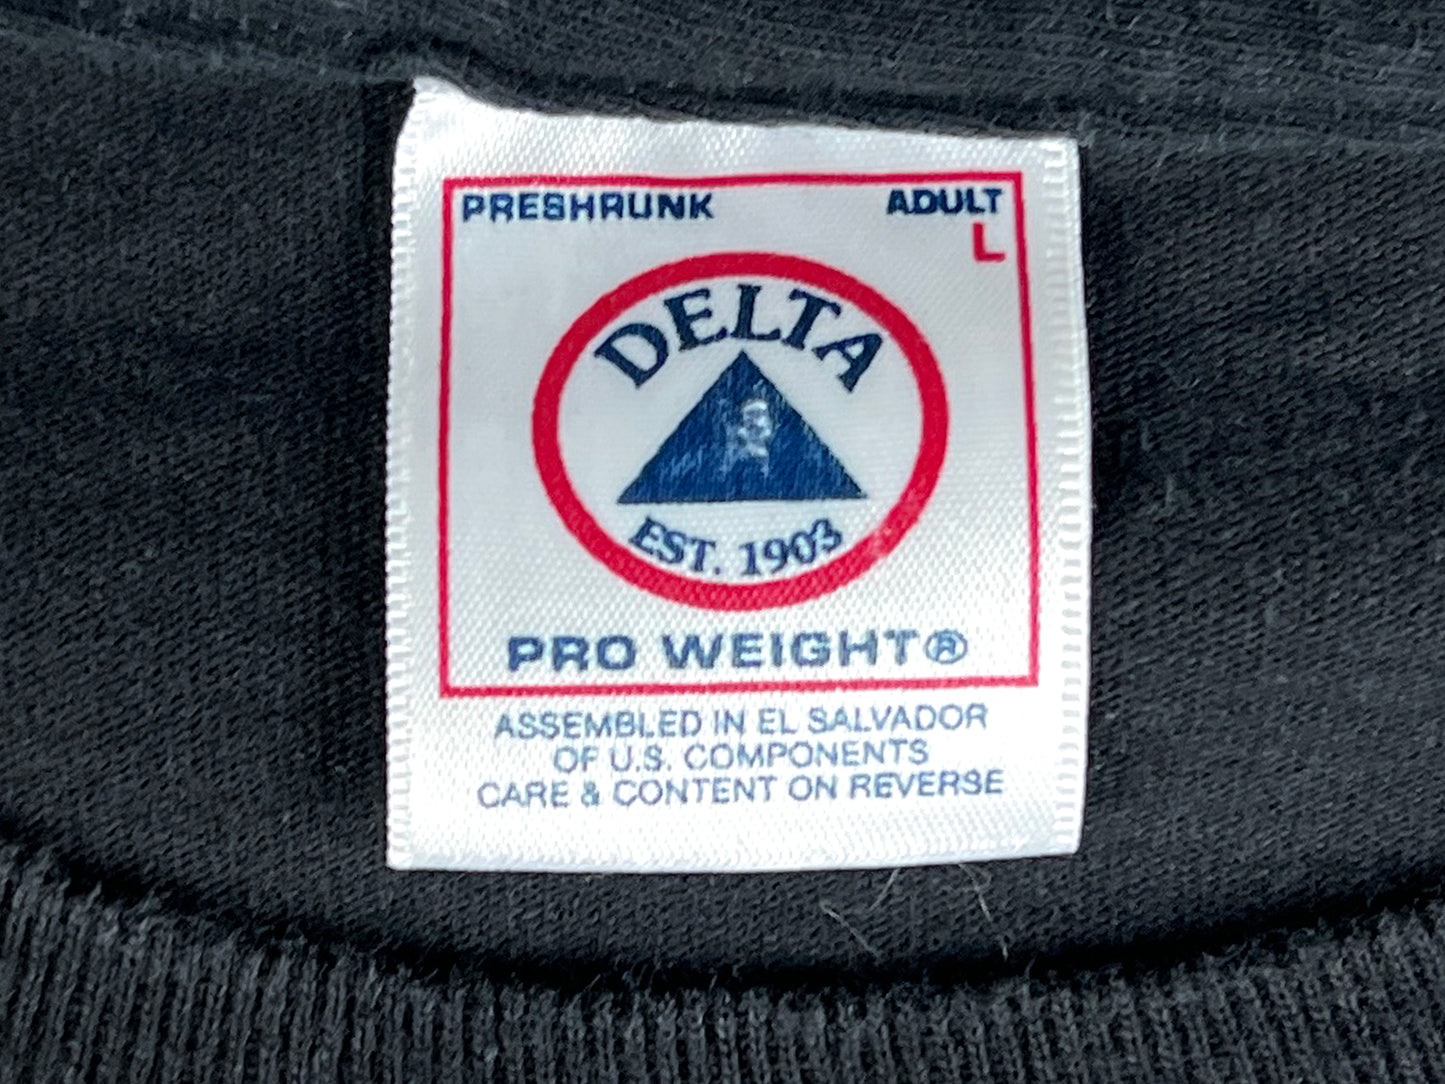 PRESHRUNK ADULT
L
DELTA
EST. 1903
PRO WEIGHT®
ASSEMBLED IN EL SALVADOR
OF U.S. COMPONENTS
CARE & CONTENT ON REVERSE